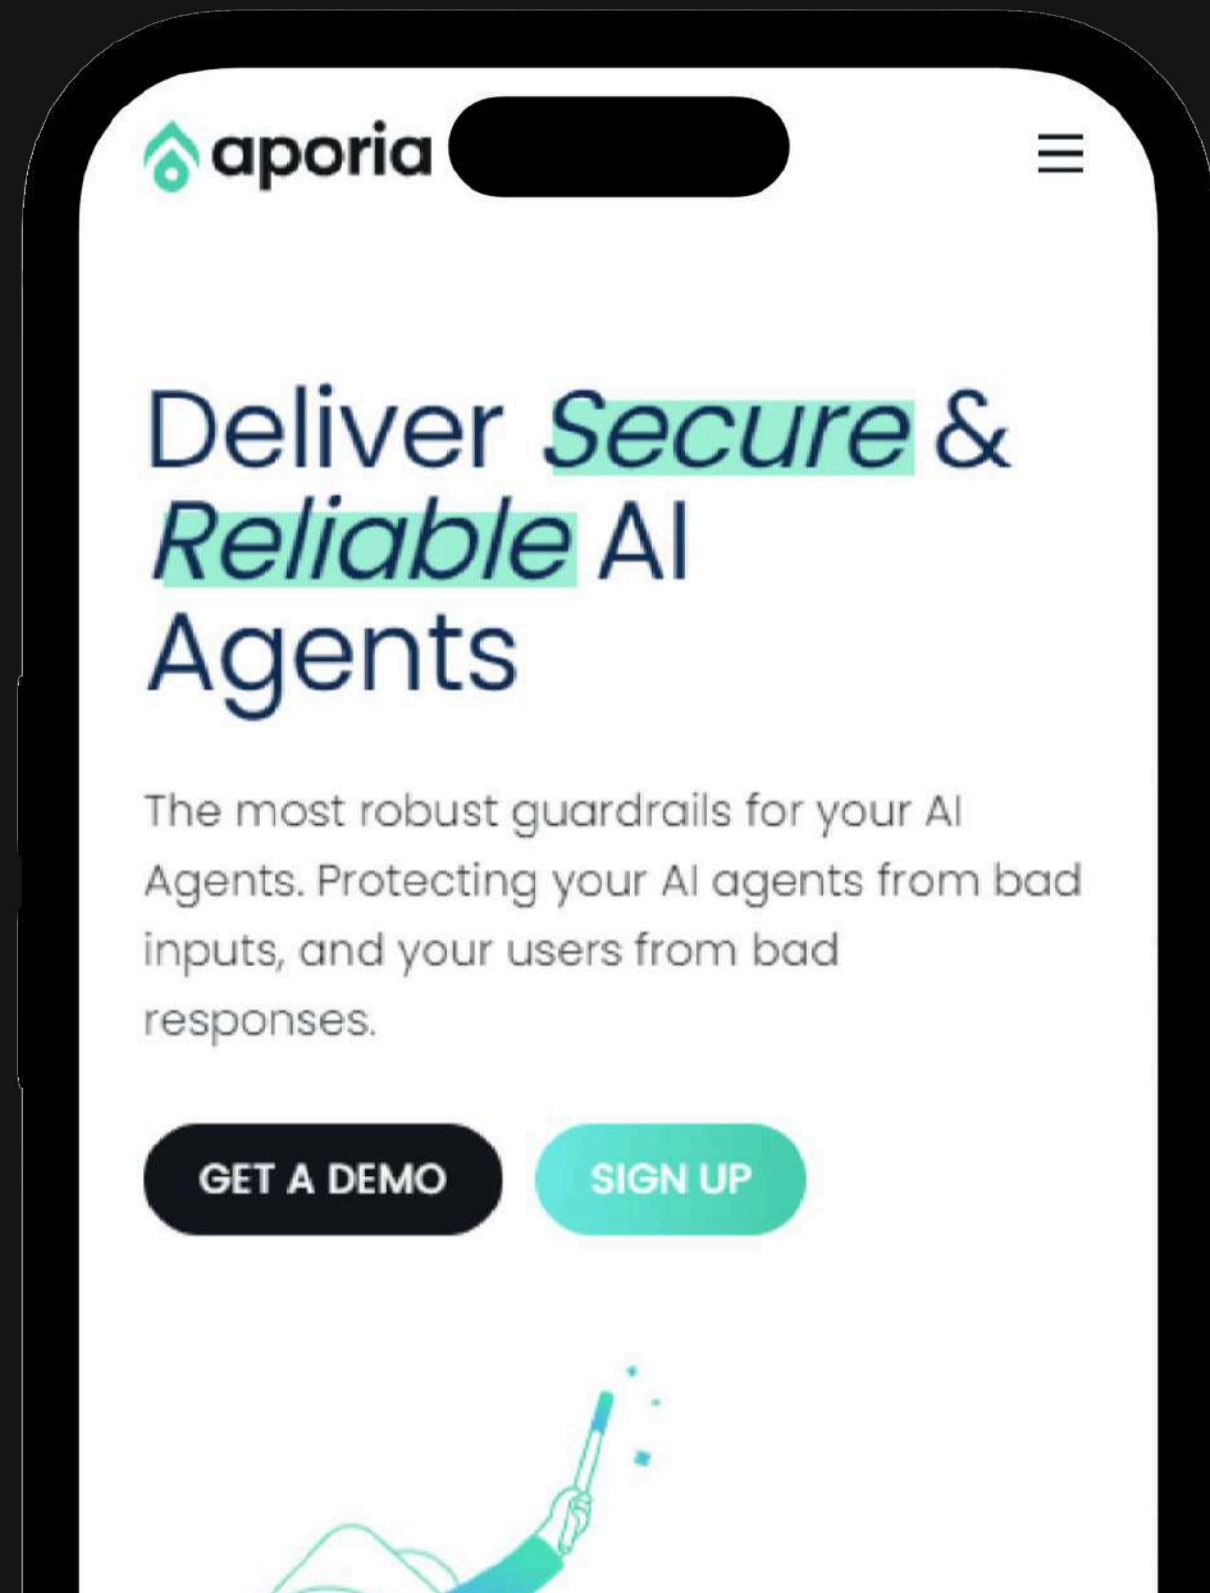 aporia
Deliver Secure &
Reliable AI
Agents
The most robust guardrails for your AI
Agents. Protecting your AI agents from bad
inputs, and your users from bad
responses.
GET A DEMO
SIGN UP